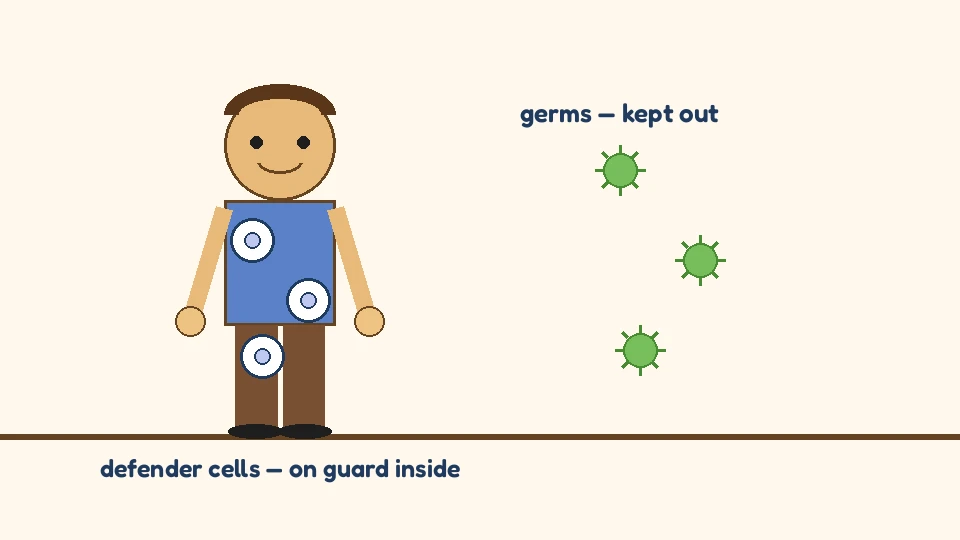 germs — kept out
defender cells — on guard inside